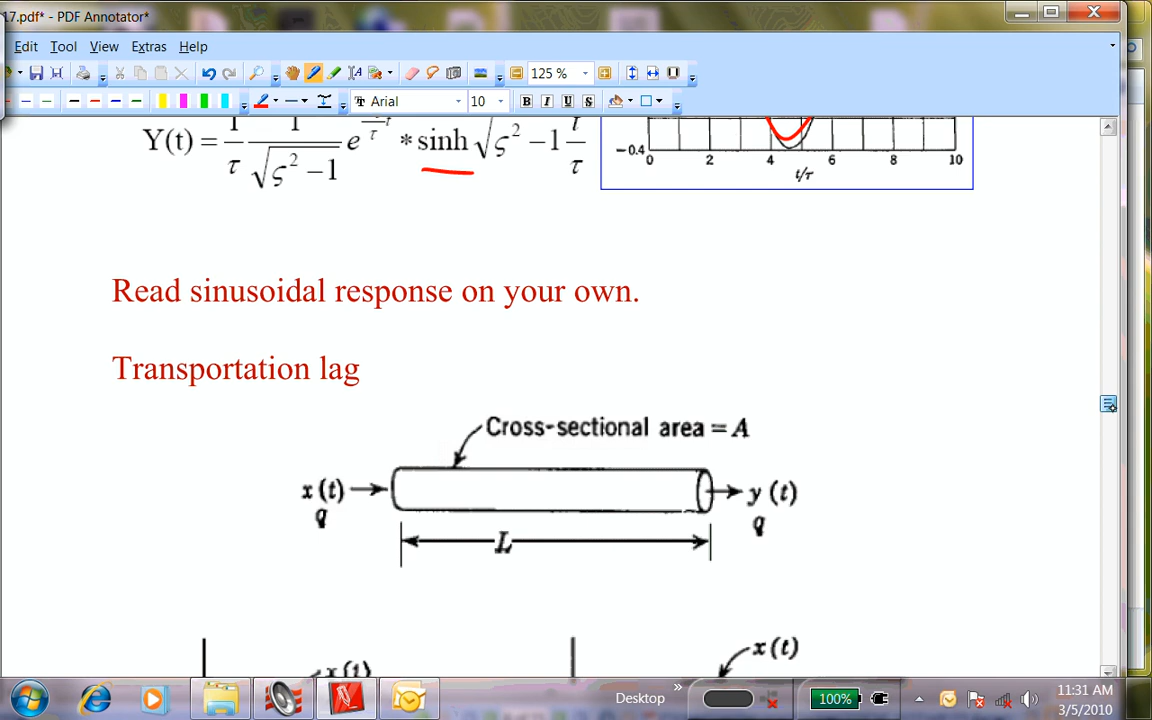 17.pdf* - PDF Annotator*
Edit Tool View Extras Help
125 %
Arial 10 B I U S
Y(t) = 1/τ 1/√ς² −1 e * sinh √ς² −1 t/τ
−0.4
0 2 4 6 8 10
t/τ
Read sinusoidal response on your own.
Transportation lag
Cross-sectional area = A
x(t) y(t)
q q
L
x(t)
x(t)
Desktop » 100% 11:31 AM
3/5/2010